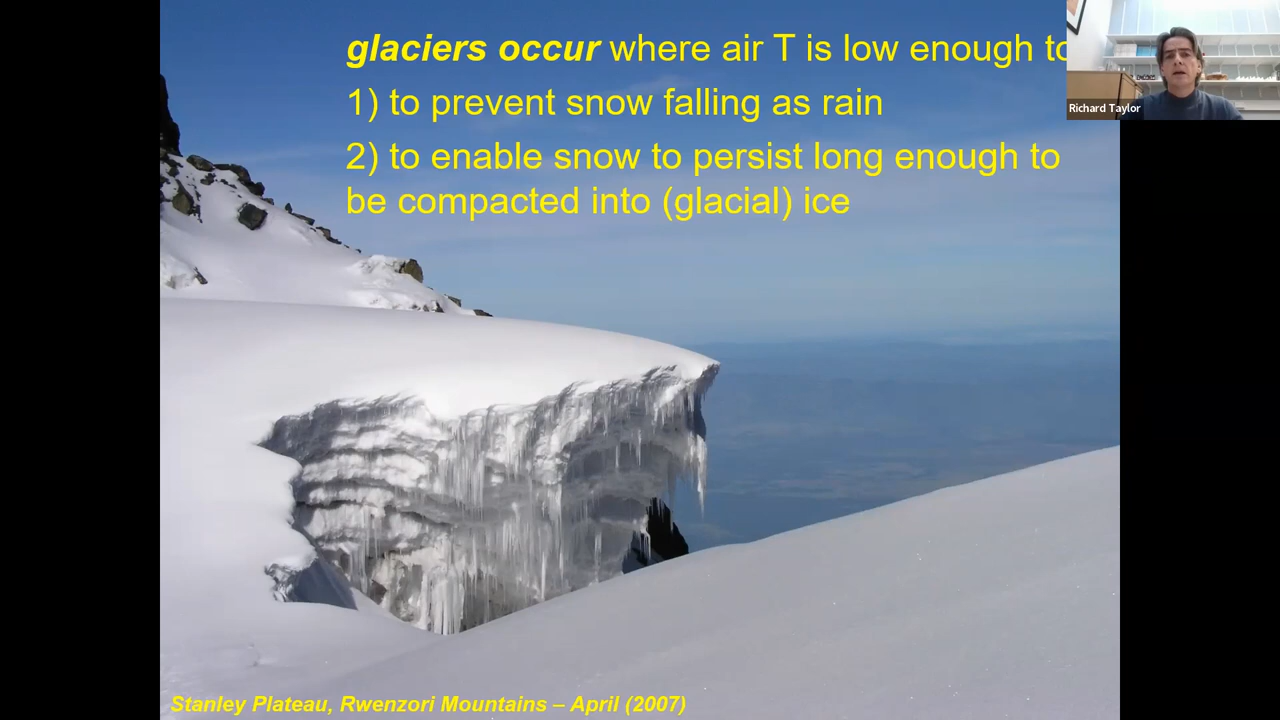 glaciers occur where air T is low enough to
Richard Taylor
1) to prevent snow falling as rain
2) to enable snow to persist long enough to
be compacted into (glacial) ice
Stanley Plateau, Rwenzori Mountains – April (2007)